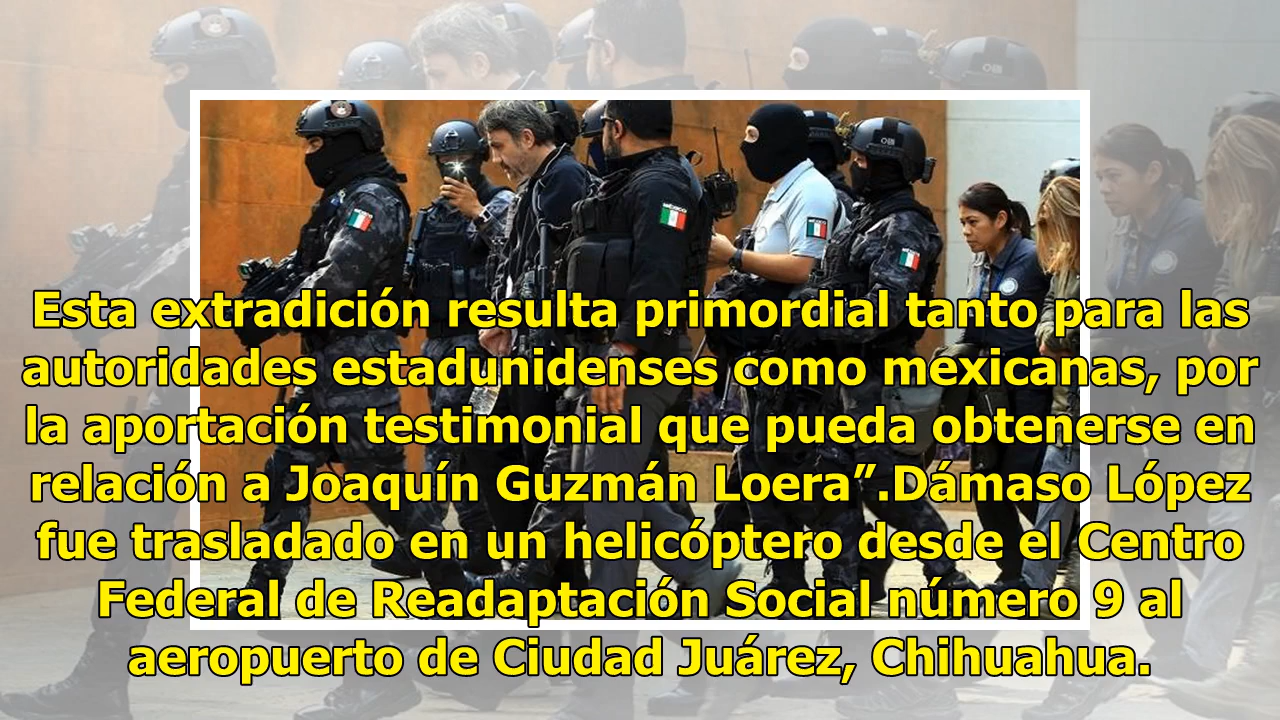 Esta extradición resulta primordial tanto para las
autoridades estadunidenses como mexicanas, por
la aportación testimonial que pueda obtenerse en
relación a Joaquín Guzmán Loera”.Dámaso López
fue trasladado en un helicóptero desde el Centro
Federal de Readaptación Social número 9 al
aeropuerto de Ciudad Juárez, Chihuahua.